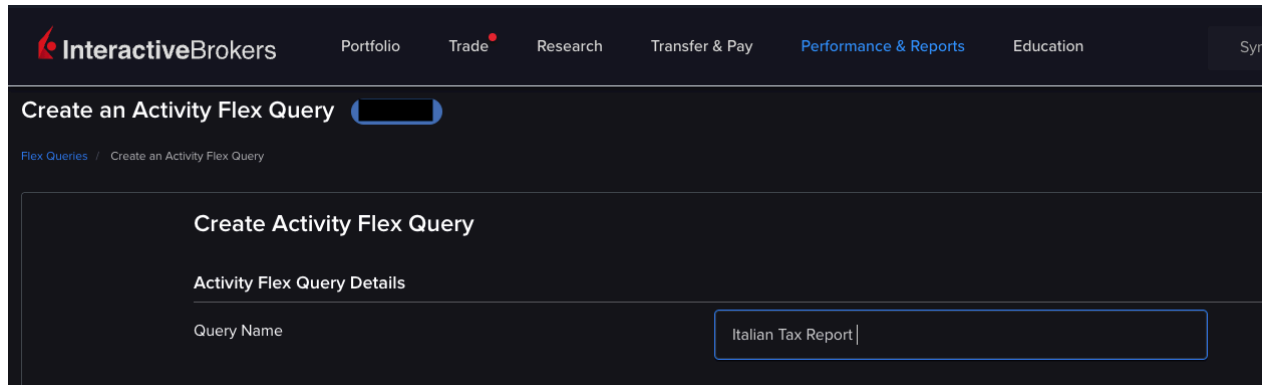 InteractiveBrokers Portfolio Trade Research Transfer & Pay Performance & Reports Education
Create an Activity Flex Query
Flex Queries / Create an Activity Flex Query
Create Activity Flex Query
Activity Flex Query Details
Query Name Italian Tax Report